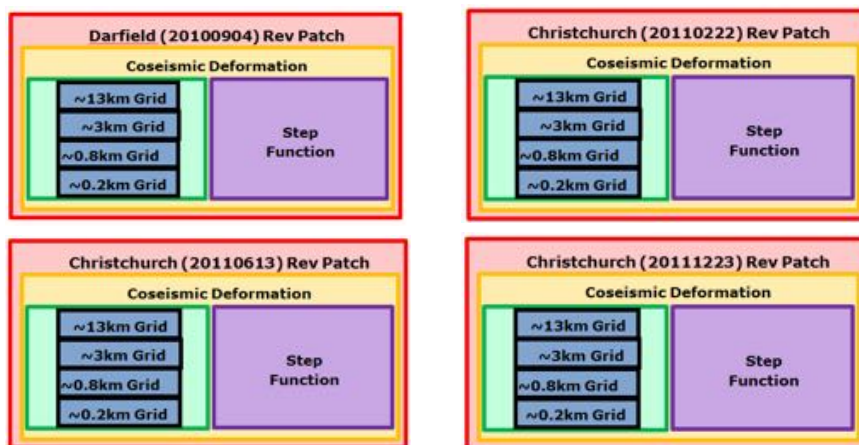 Darfield (20100904) Rev Patch
Coseismic Deformation
~13km Grid
~3km Grid
~0.8km Grid
~0.2km Grid
Step
Function
Christchurch (20110222) Rev Patch
Coseismic Deformation
~13km Grid
~3km Grid
~0.8km Grid
~0.2km Grid
Step
Function
Christchurch (20110613) Rev Patch
Coseismic Deformation
~13km Grid
~3km Grid
~0.8km Grid
~0.2km Grid
Step
Function
Christchurch (20111223) Rev Patch
Coseismic Deformation
~13km Grid
~3km Grid
~0.8km Grid
~0.2km Grid
Step
Function